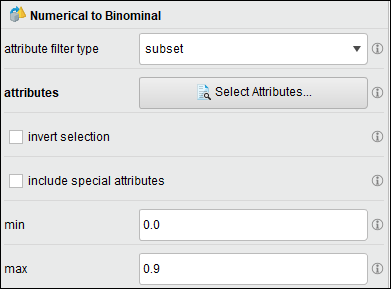 Numerical to Binominal
attribute filter type subset
attributes Select Attributes...
invert selection
include special attributes
min 0.0
max 0.9